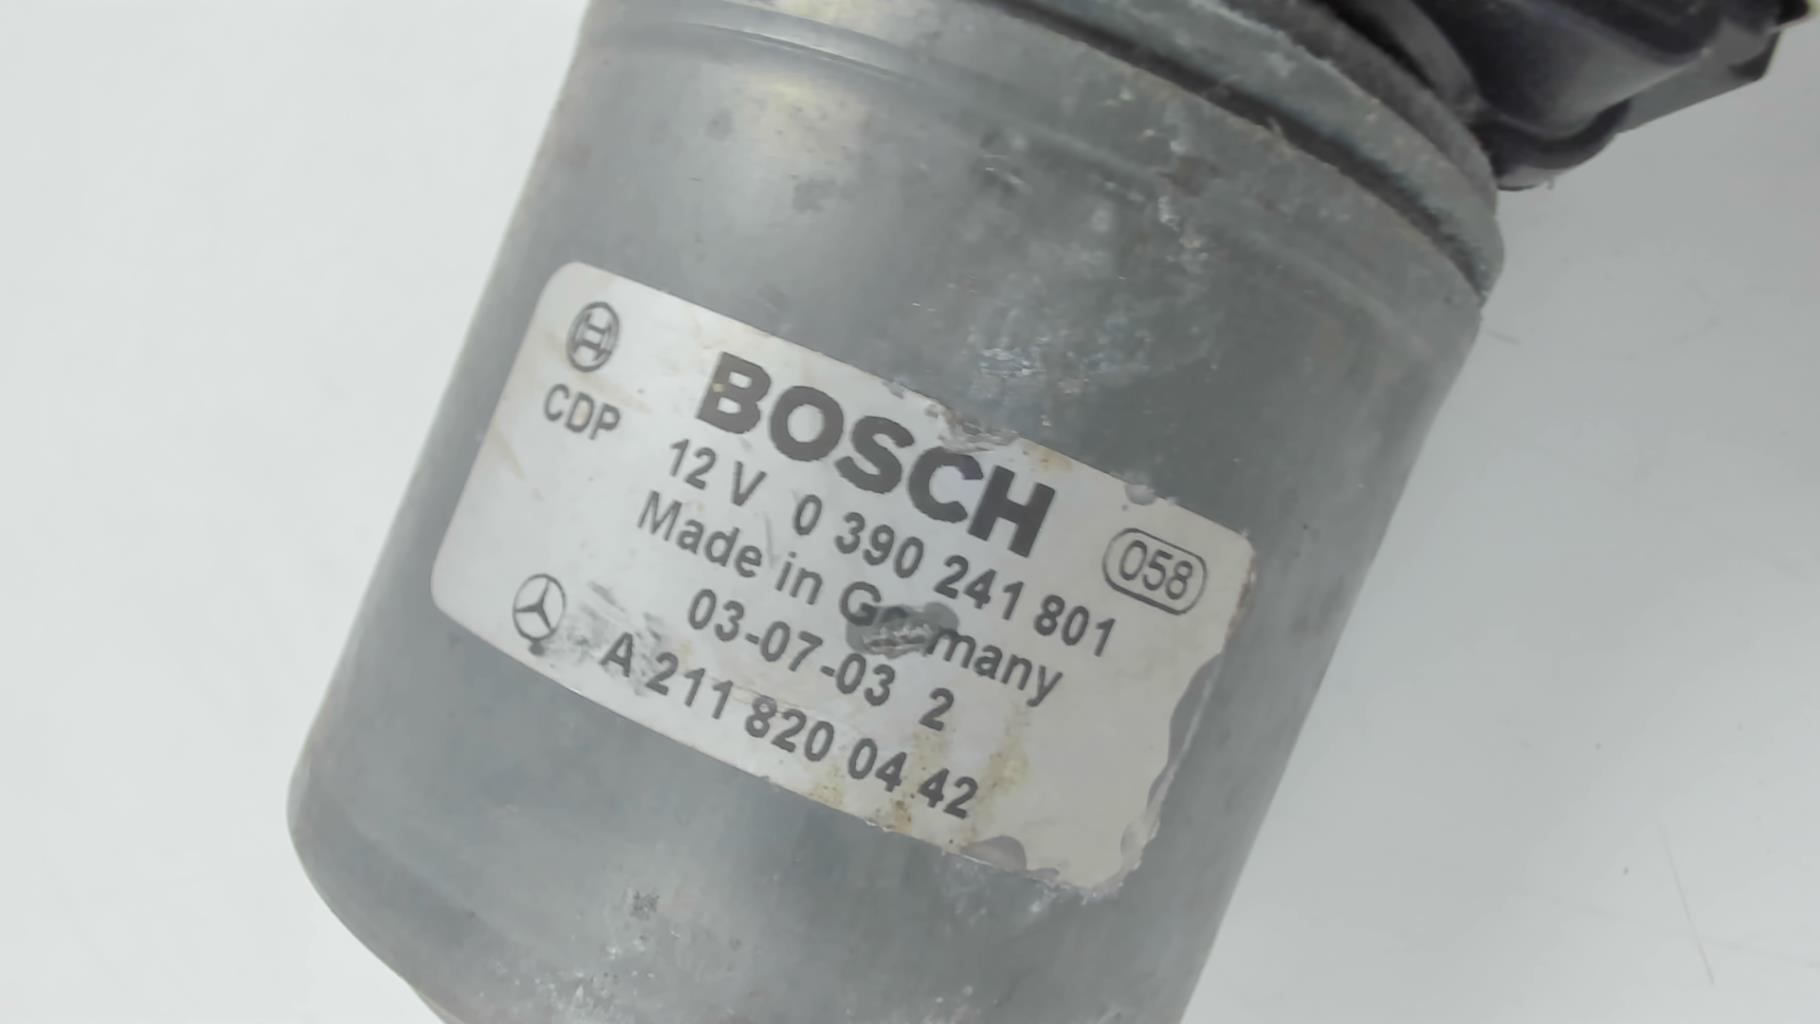 BOSCH
CDP
12 V 0 390 241 801
058
Made in Germany
03-07-03 2
A 211 820 04 42